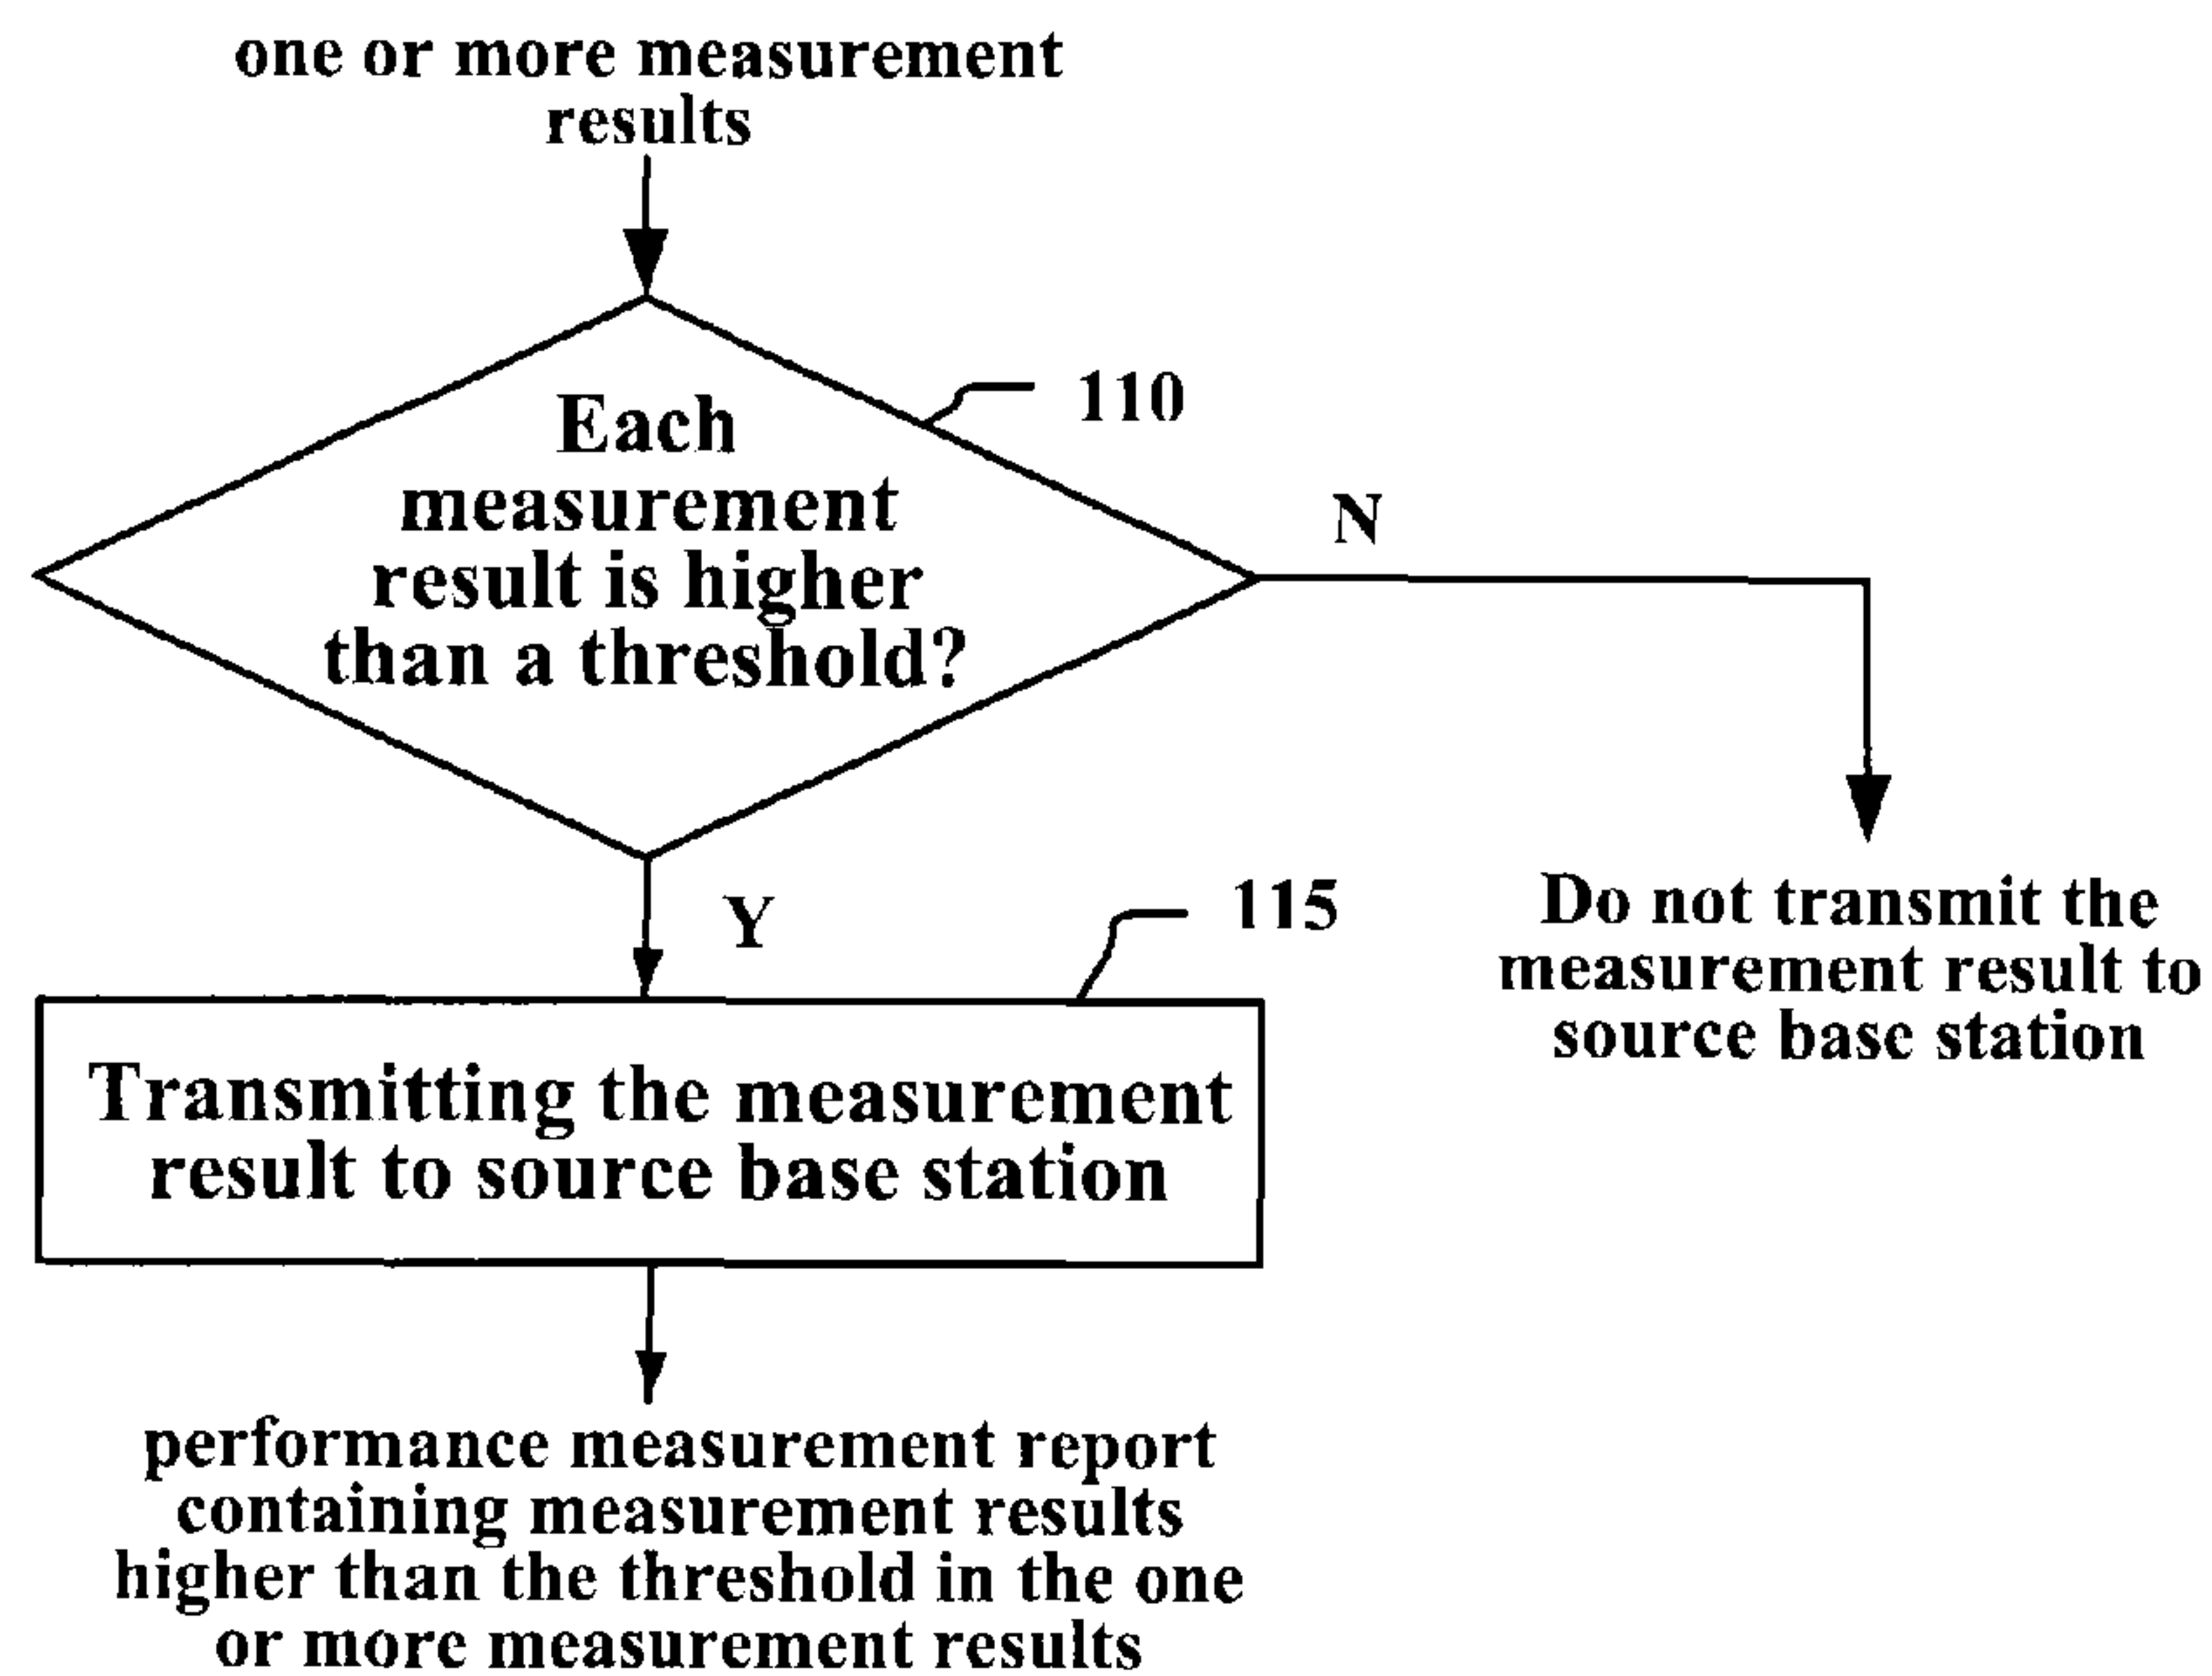 one or more measurement
results
110
Each
measurement
result is higher
than a threshold?
N
Y
115
Do not transmit the
measurement result to
source base station
Transmitting the measurement
result to source base station
performance measurement report
containing measurement results
higher than the threshold in the one
or more measurement results